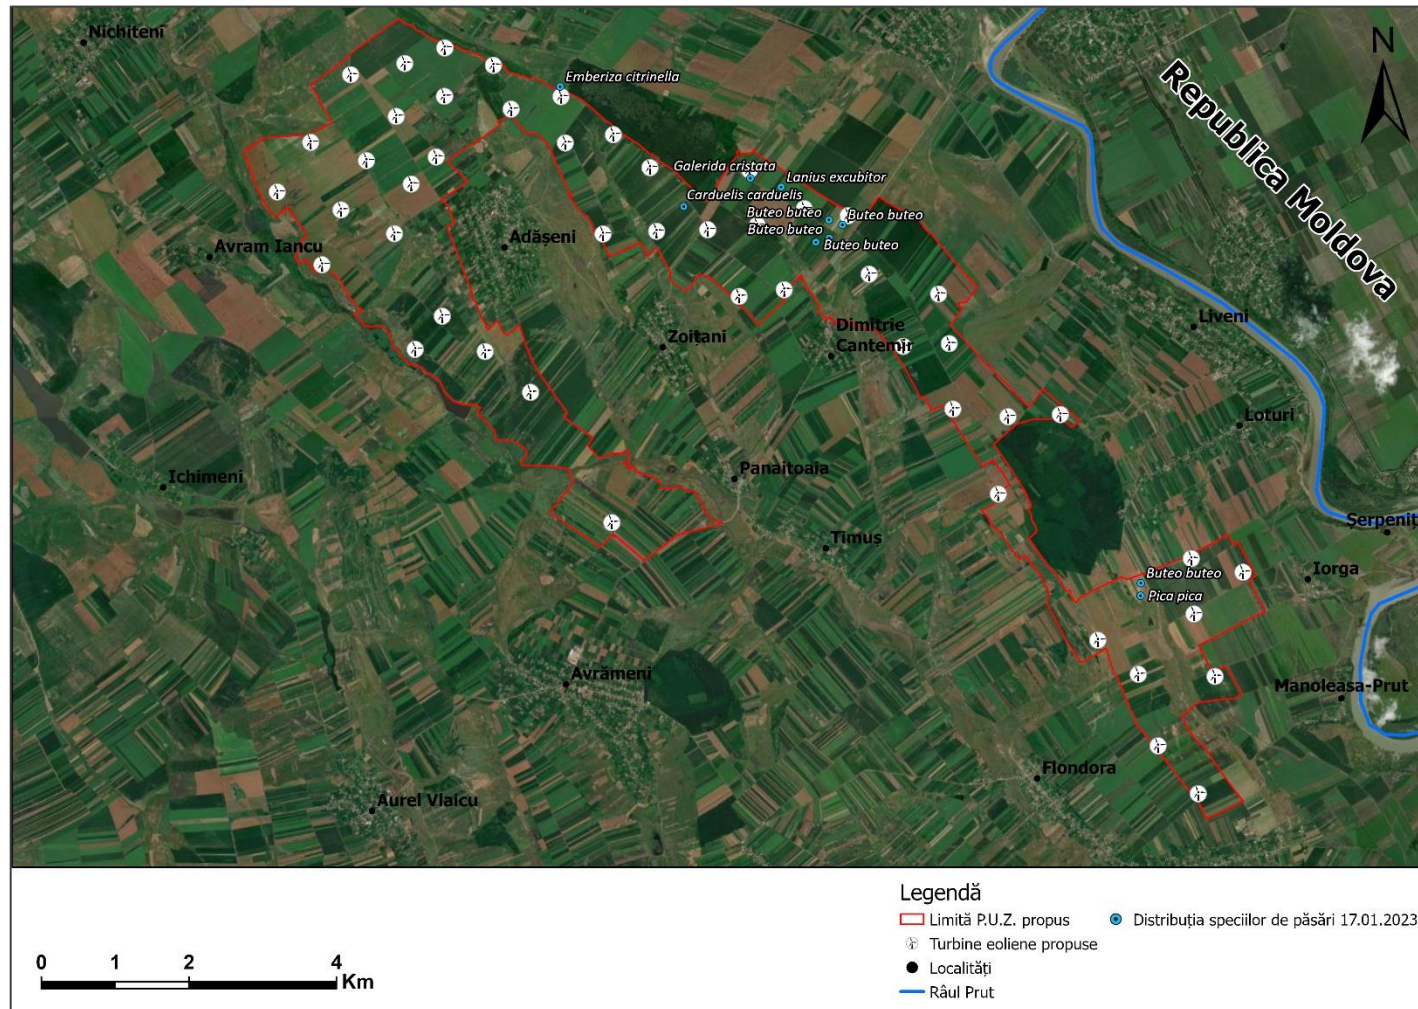 Nichiteni
Emberiza citrinella
N
Republica Moldova
Galerida cristata
Lanius excubitor
Carduelis carduelis
Buteo buteo
Buteo buteo
Buteo buteo
Buteo buteo
Adășeni
Avram Iancu
Zoițani
Dimitrie
Cantemir
Liveni
Loturi
Panaitoaia
Ichimeni
Șerpeniț
Timuș
Iorga
Buteo buteo
Pica pica
Avrămeni
Manoleasa-Prut
Flondora
Aurel Vlaicu
Legendă
Limită P.U.Z. propus
Distribuția speciilor de păsări 17.01.2023
Turbine eoliene propuse
Localități
Râul Prut
0 1 2 4
Km